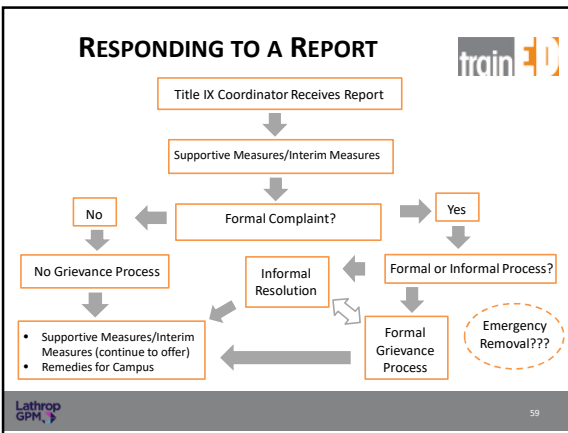 RESPONDING TO A REPORT
train ED
Title IX Coordinator Receives Report
Supportive Measures/Interim Measures
No
Formal Complaint?
Yes
No Grievance Process
Informal
Resolution
Formal or Informal Process?
• Supportive Measures/Interim
Measures (continue to offer)
• Remedies for Campus
Formal
Grievance
Process
Emergency
Removal???
Lathrop
GPM
59